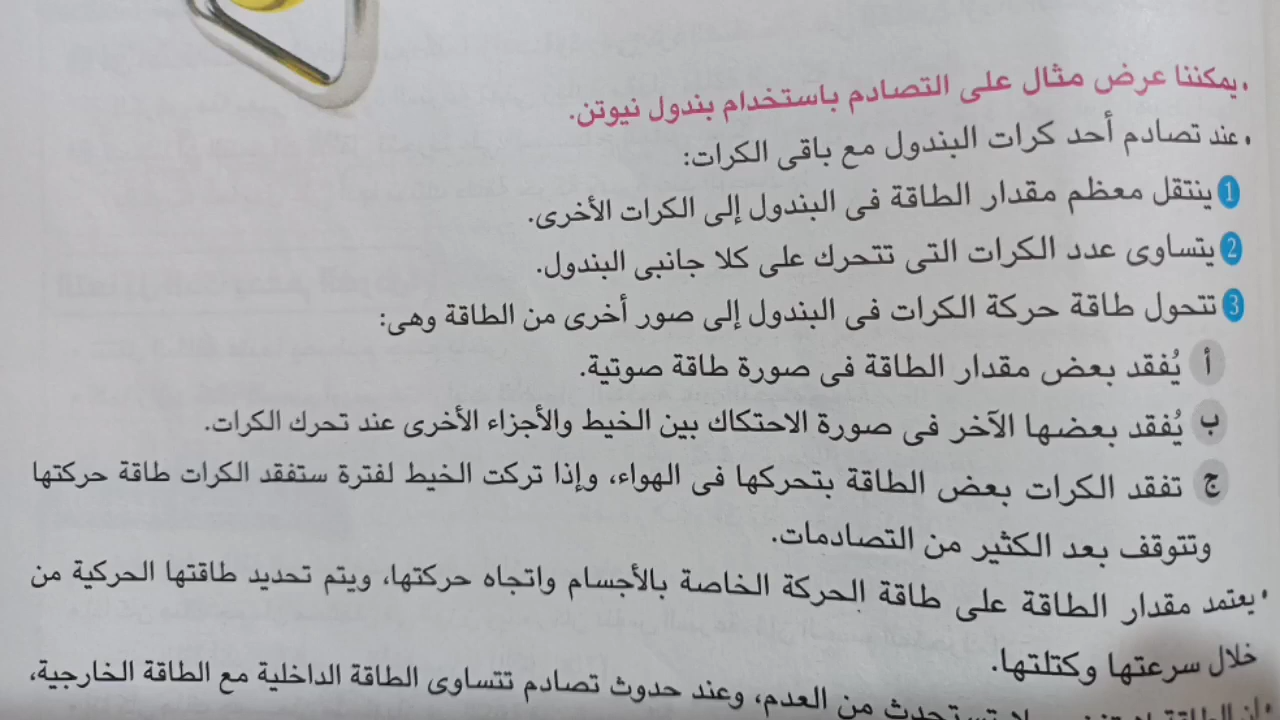 • يمكننا عرض مثال على التصادم باستخدام بندول نيوتن.
• عند تصادم أحد كرات البندول مع باقى الكرات:
1 ينتقل معظم مقدار الطاقة فى البندول إلى الكرات الأخرى.
2 يتساوى عدد الكرات التى تتحرك على كلا جانبى البندول.
3 تتحول طاقة حركة الكرات فى البندول إلى صور أخرى من الطاقة وهى:
أ يُفقد بعض مقدار الطاقة فى صورة طاقة صوتية.
ب يُفقد بعضها الآخر فى صورة الاحتكاك بين الخيط والأجزاء الأخرى عند تحرك الكرات.
ج تفقد الكرات بعض الطاقة بتحركها فى الهواء، وإذا تركت الخيط لفترة ستفقد الكرات طاقة حركتها
وتتوقف بعد الكثير من التصادمات.
• يعتمد مقدار الطاقة على طاقة الحركة الخاصة بالأجسام واتجاه حركتها، ويتم تحديد طاقتها الحركية من
خلال سرعتها وكتلتها.
من العدم، وعند حدوث تصادم تتساوى الطاقة الداخلية مع الطاقة الخارجية،